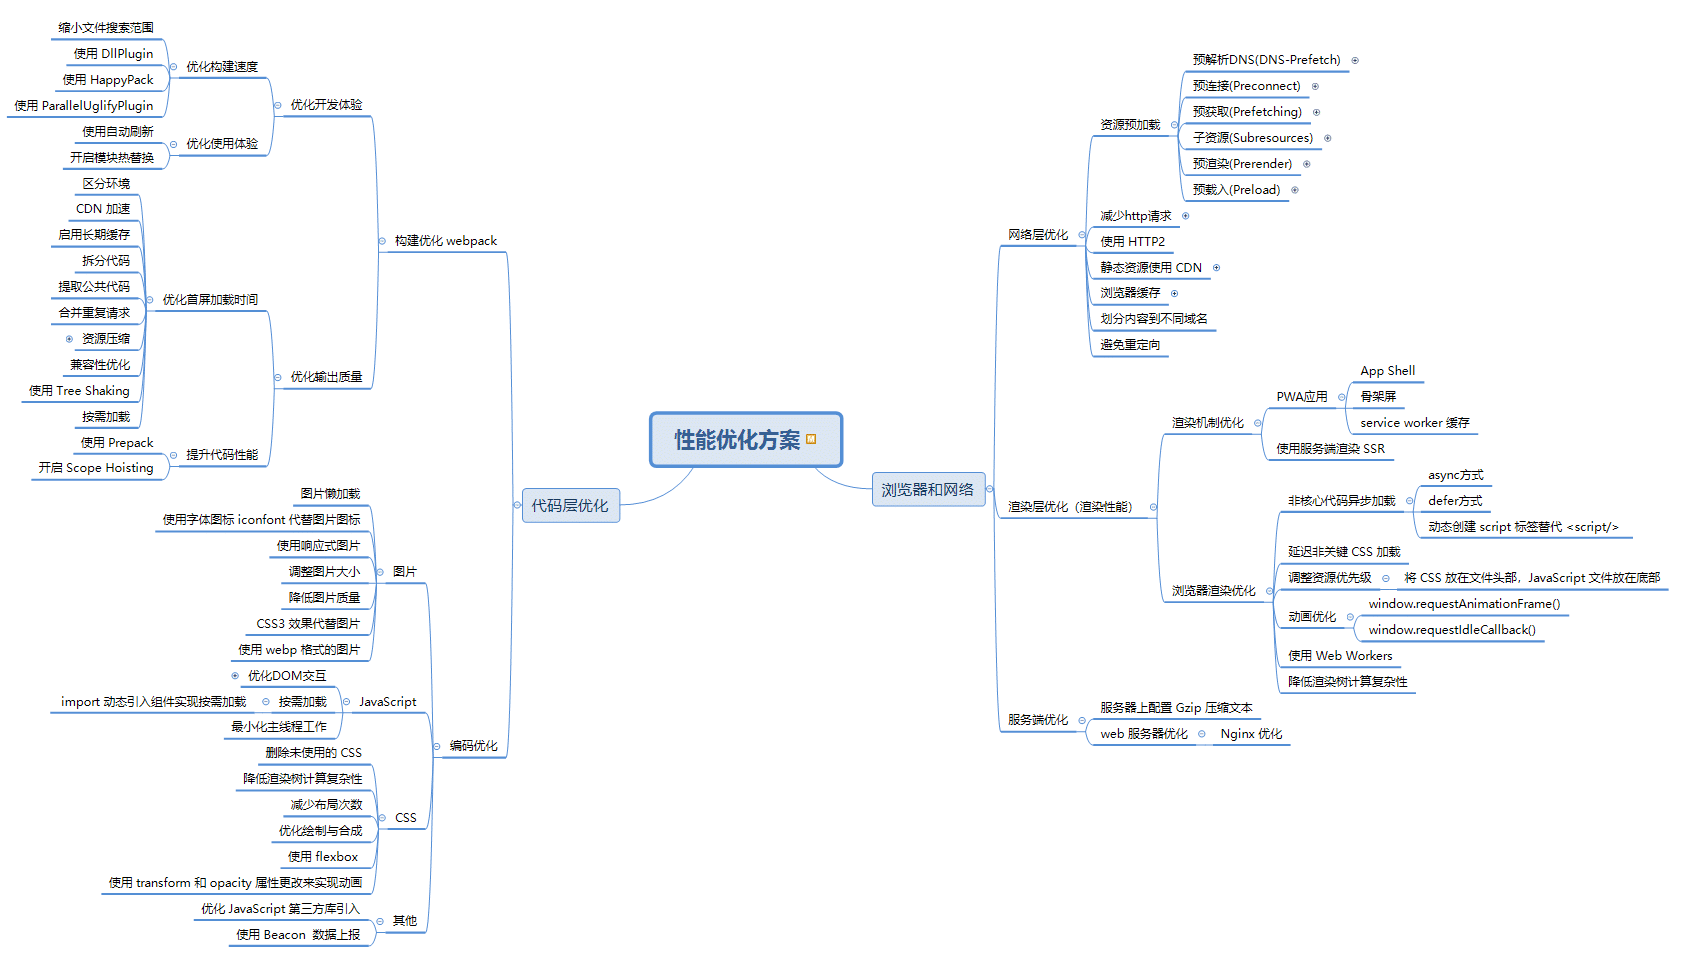 性能优化方案
代码层优化
构建优化 webpack
优化开发体验
优化构建速度
缩小文件搜索范围
使用 DllPlugin
使用 HappyPack
使用 ParallelUglifyPlugin
优化使用体验
使用自动刷新
开启模块热替换
优化输出质量
优化首屏加载时间
区分环境
CDN 加速
启用长期缓存
拆分代码
提取公共代码
合并重复请求
资源压缩
兼容性优化
使用 Tree Shaking
按需加载
提升代码性能
使用 Prepack
开启 Scope Hoisting
编码优化
图片
图片懒加载
使用字体图标 iconfont 代替图片图标
使用响应式图片
调整图片大小
降低图片质量
CSS3 效果代替图片
使用 webp 格式的图片
JavaScript
优化DOM交互
按需加载
import 动态引入组件实现按需加载
最小化主线程工作
CSS
删除未使用的 CSS
降低渲染树计算复杂性
减少布局次数
优化绘制与合成
使用 flexbox
使用 transform 和 opacity 属性更改来实现动画
其他
优化 JavaScript 第三方库引入
使用 Beacon 数据上报
浏览器和网络
网络层优化
资源预加载
预解析DNS(DNS-Prefetch)
预连接(Preconnect)
预获取(Prefetching)
子资源(Subresources)
预渲染(Prerender)
预载入(Preload)
减少http请求
使用 HTTP2
静态资源使用 CDN
浏览器缓存
划分内容到不同域名
避免重定向
渲染层优化（渲染性能）
渲染机制优化
PWA应用
App Shell
骨架屏
service worker 缓存
使用服务端渲染 SSR
浏览器渲染优化
非核心代码异步加载
async方式
defer方式
动态创建 script 标签替代 <script/>
延迟非关键 CSS 加载
调整资源优先级
将 CSS 放在文件头部，JavaScript 文件放在底部
动画优化
window.requestAnimationFrame()
window.requestIdleCallback()
使用 Web Workers
降低渲染树计算复杂性
服务端优化
服务器上配置 Gzip 压缩文本
web 服务器优化
Nginx 优化